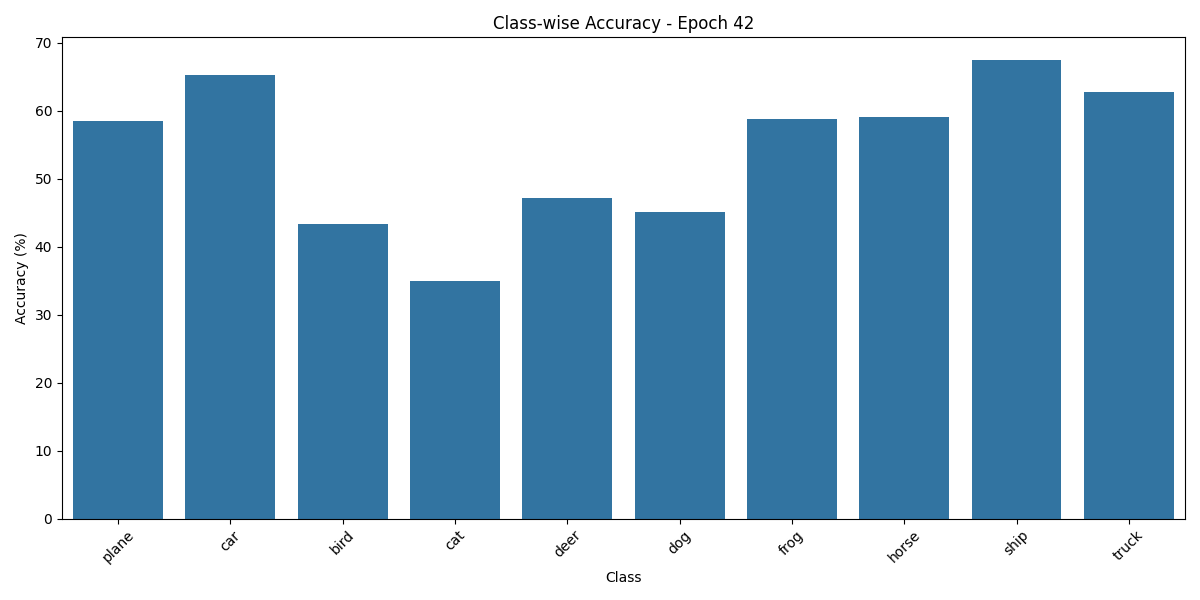 Class-wise Accuracy - Epoch 42
70
60
50
40
30
20
10
0
Accuracy (%)
plane
car
bird
cat
deer
dog
frog
horse
ship
truck
Class